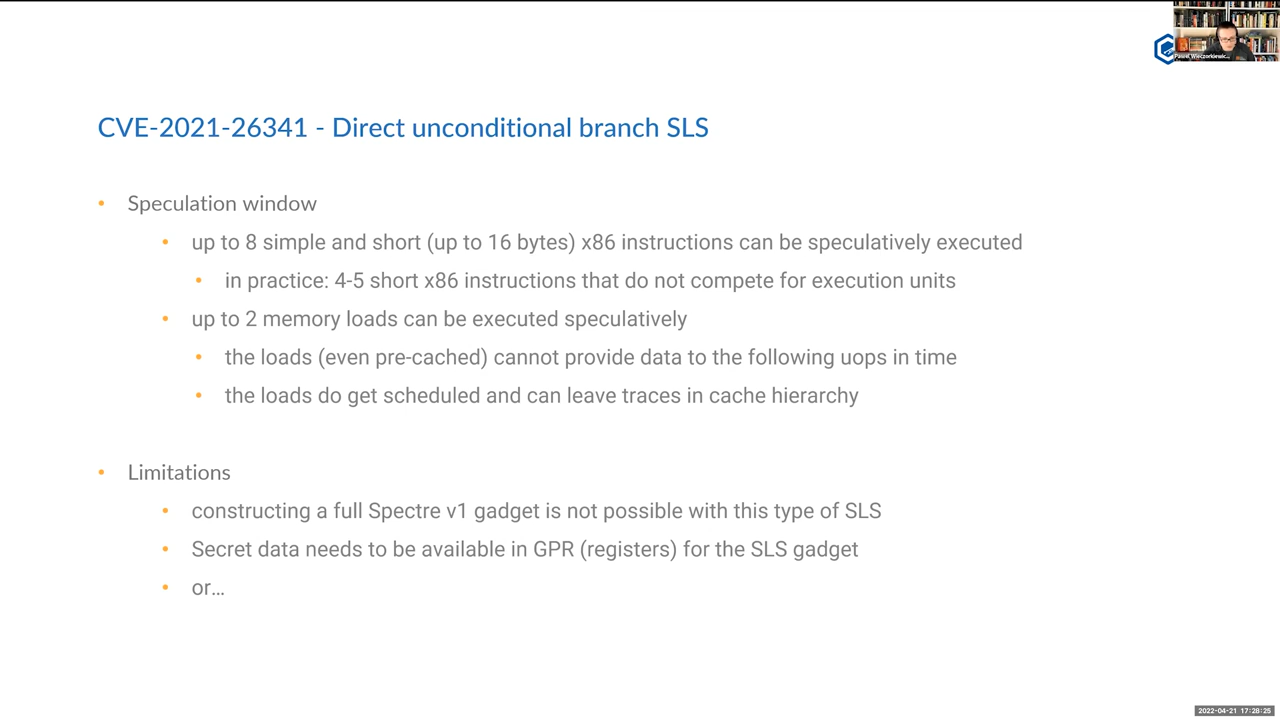 Paweł Wieczorkiewic...
CVE-2021-26341 - Direct unconditional branch SLS
• Speculation window
• up to 8 simple and short (up to 16 bytes) x86 instructions can be speculatively executed
• in practice: 4-5 short x86 instructions that do not compete for execution units
• up to 2 memory loads can be executed speculatively
• the loads (even pre-cached) cannot provide data to the following uops in time
• the loads do get scheduled and can leave traces in cache hierarchy
• Limitations
• constructing a full Spectre v1 gadget is not possible with this type of SLS
• Secret data needs to be available in GPR (registers) for the SLS gadget
• or…
2022-04-21 17:28:25